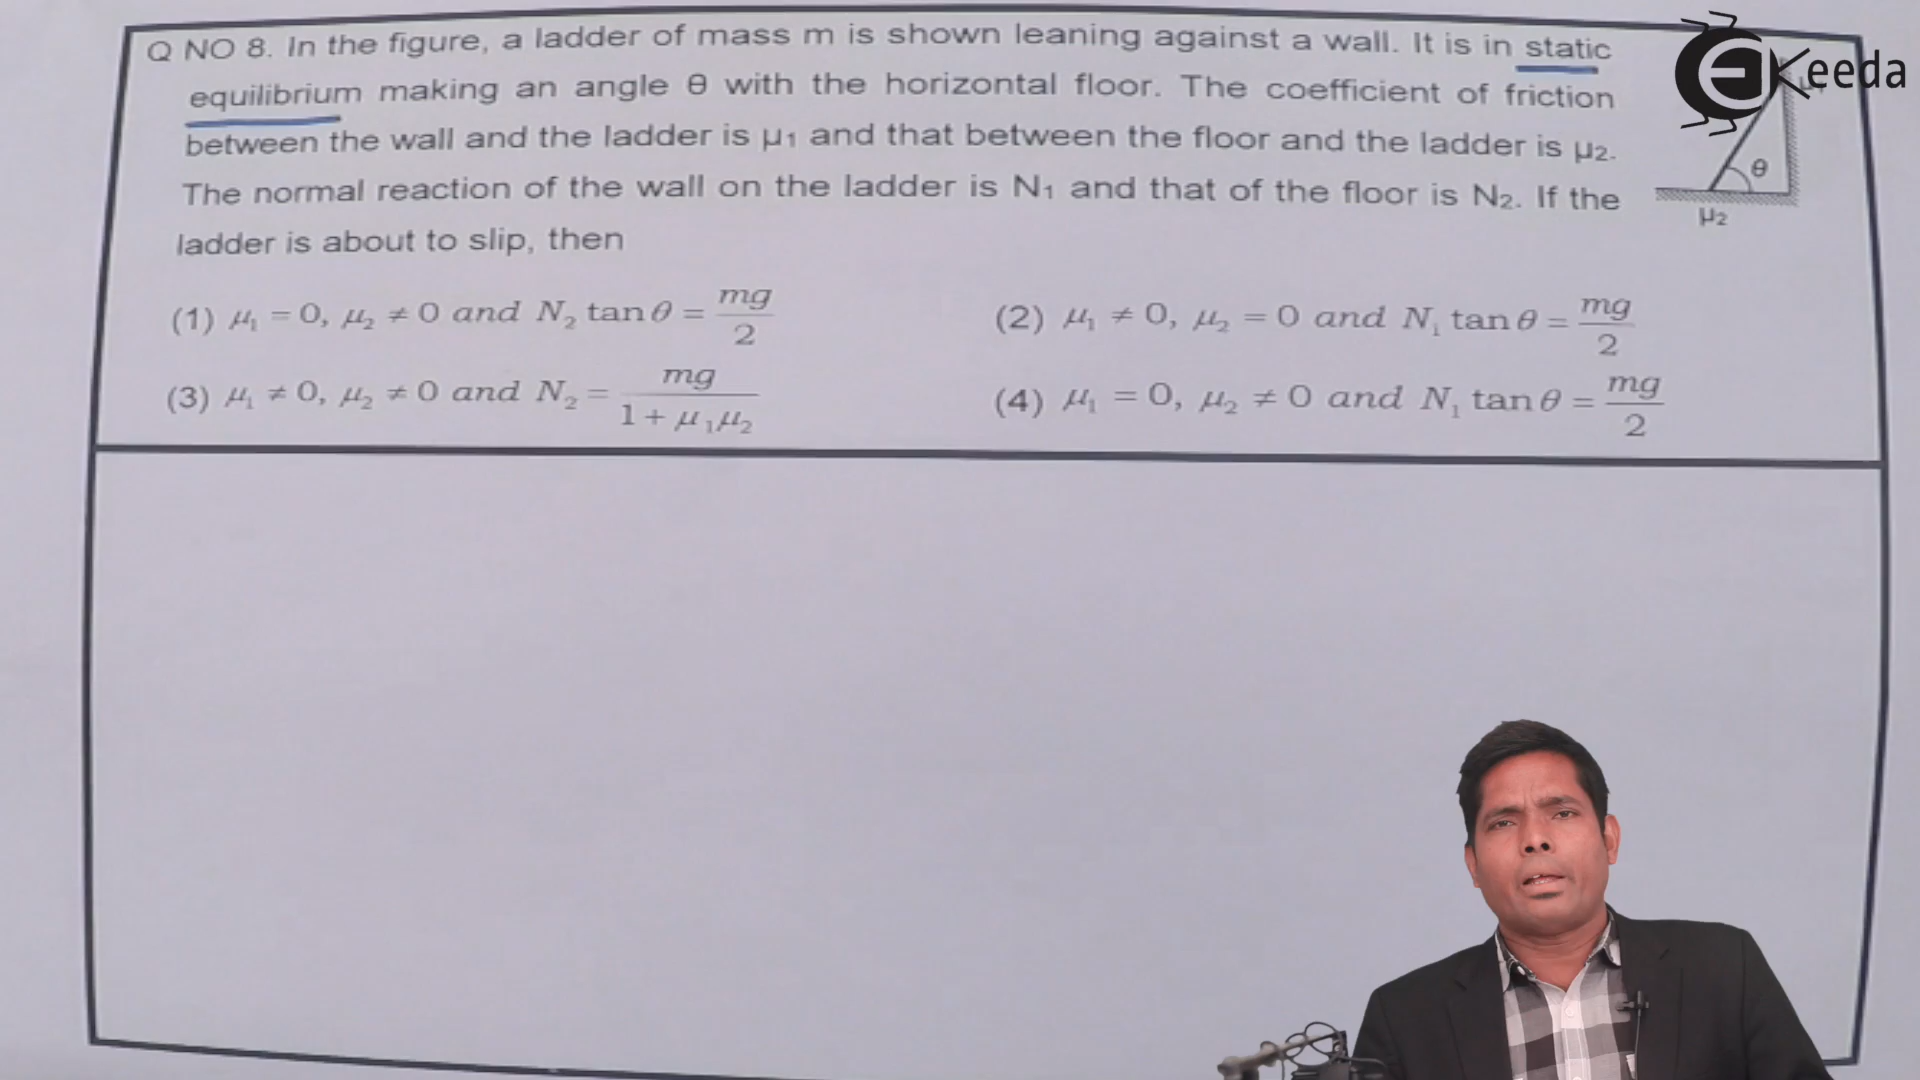 Q NO 8. In the figure, a ladder of mass m is shown leaning against a wall. It is in static
equilibrium making an angle θ with the horizontal floor. The coefficient of friction
between the wall and the ladder is μ₁ and that between the floor and the ladder is μ₂.
The normal reaction of the wall on the ladder is N₁ and that of the floor is N₂. If the
ladder is about to slip, then
Keeda
θ
μ₂
(1) μ₁ = 0, μ₂ ≠ 0 and N₂ tan θ = mg/2
(2) μ₁ ≠ 0, μ₂ = 0 and N₁ tan θ = mg/2
(3) μ₁ ≠ 0, μ₂ ≠ 0 and N₂ = mg/(1 + μ₁μ₂)
(4) μ₁ = 0, μ₂ ≠ 0 and N₁ tan θ = mg/2